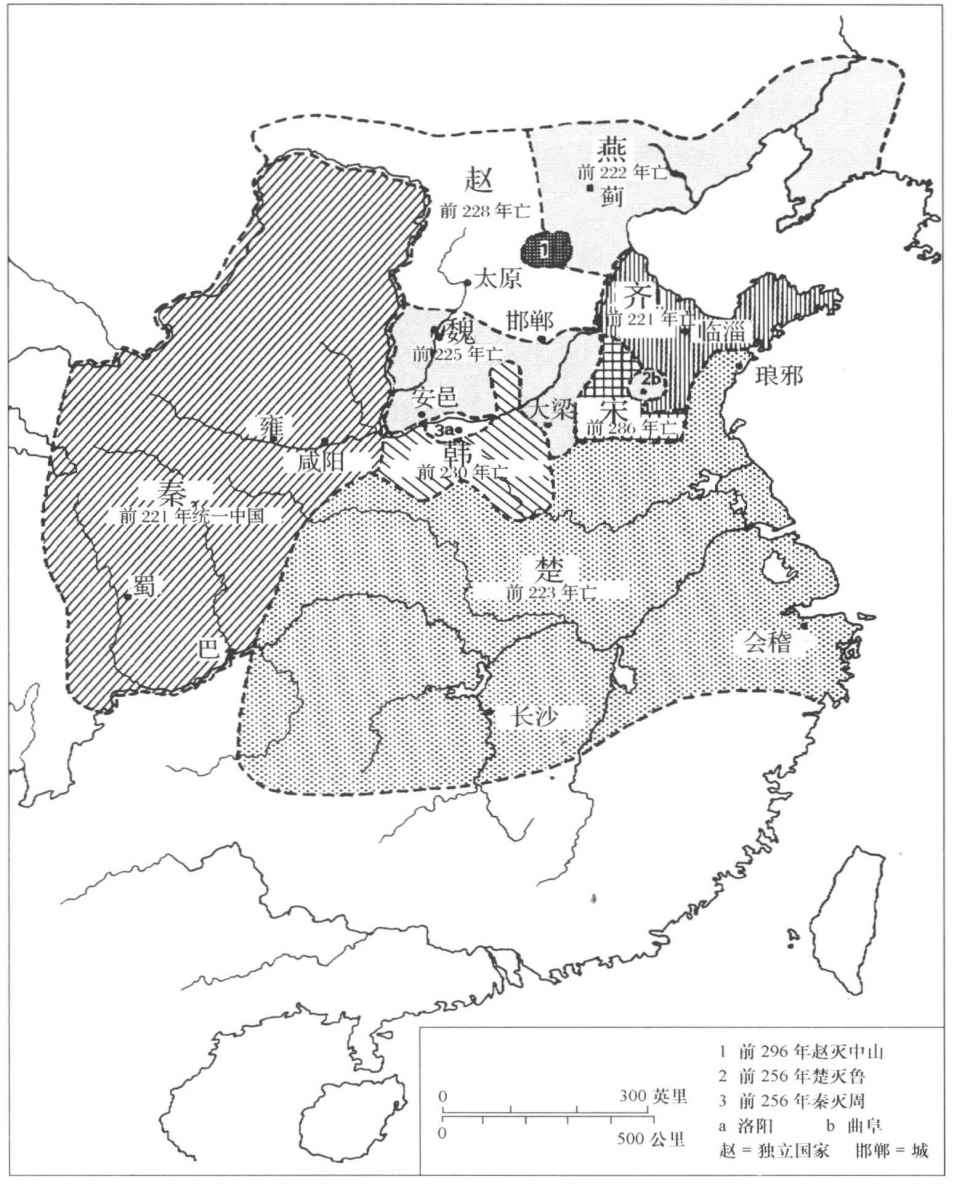 燕
前 222 年亡
蓟
赵
前 228 年亡
1
太原
齐
前 221 年亡
临淄
邯郸
魏
前 225 年亡
琅邪
2b
安邑
大梁
宋
前 286 年亡
3a
雍
咸阳
韩
前 230 年亡
秦
前 221 年统一中国
楚
前 223 年亡
蜀
巴
会稽
长沙
0 300 英里
0 500 公里
1 前 296 年赵灭中山
2 前 256 年楚灭鲁
3 前 256 年秦灭周
a 洛阳 b 曲阜
赵 = 独立国家 邯郸 = 城